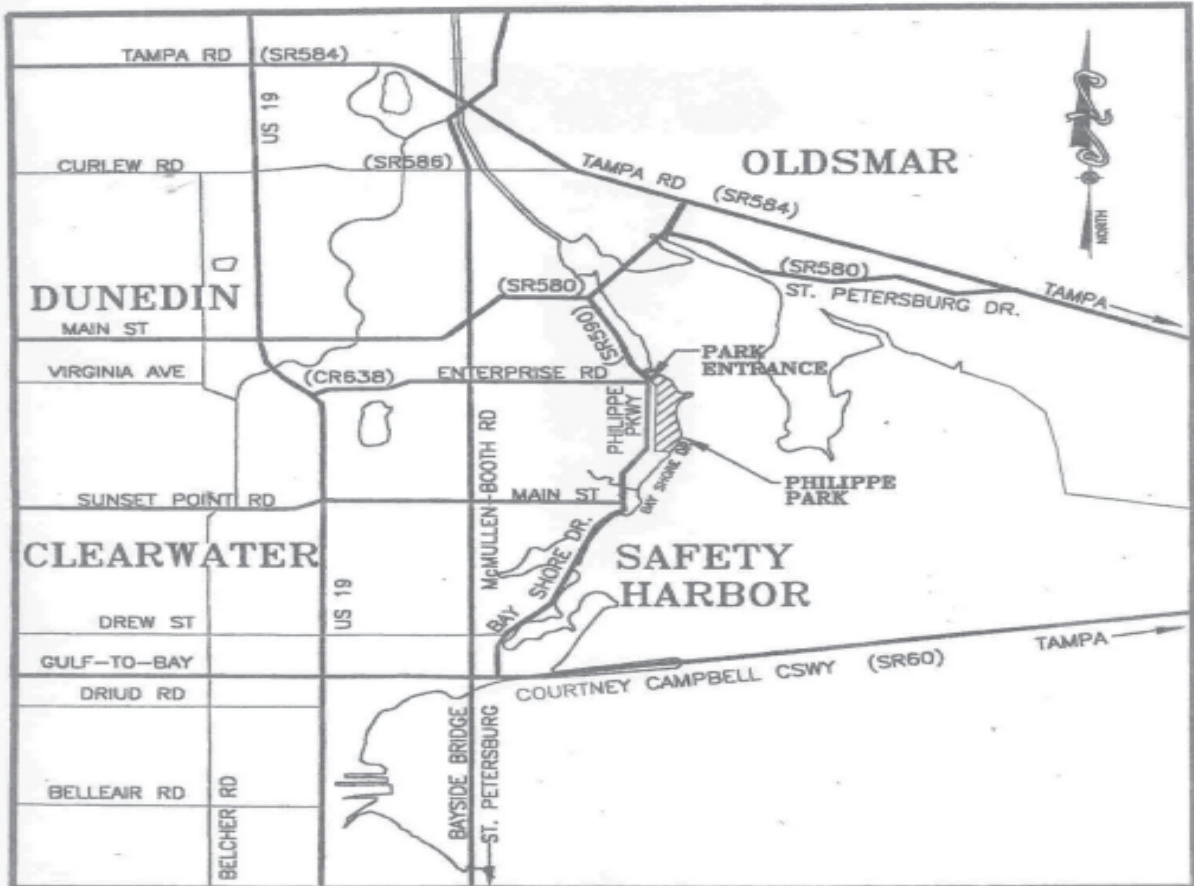 TAMPA RD (SR584)
US 19
CURLEW RD (SR586)
TAMPA RD (SR584)
OLDSMAR
NORTH
(SR580)
ST. PETERSBURG DR.
TAMPA
DUNEDIN
(SR580)
MAIN ST
(SR590)
VIRGINIA AVE
(CR638)
ENTERPRISE RD
PARK
ENTRANCE
PHILIPPE
PKWY
McMULLEN-BOOTH RD
BAY SHORE DR
PHILIPPE
PARK
SUNSET POINT RD
MAIN ST
CLEARWATER
SAFETY
HARBOR
BAY SHORE DR.
US 19
DREW ST
TAMPA
GULF-TO-BAY
COURTNEY CAMPBELL CSWY (SR60)
DRIUD RD
BAYSIDE BRIDGE
ST. PETERSBURG
BELLEAIR RD
BELCHER RD